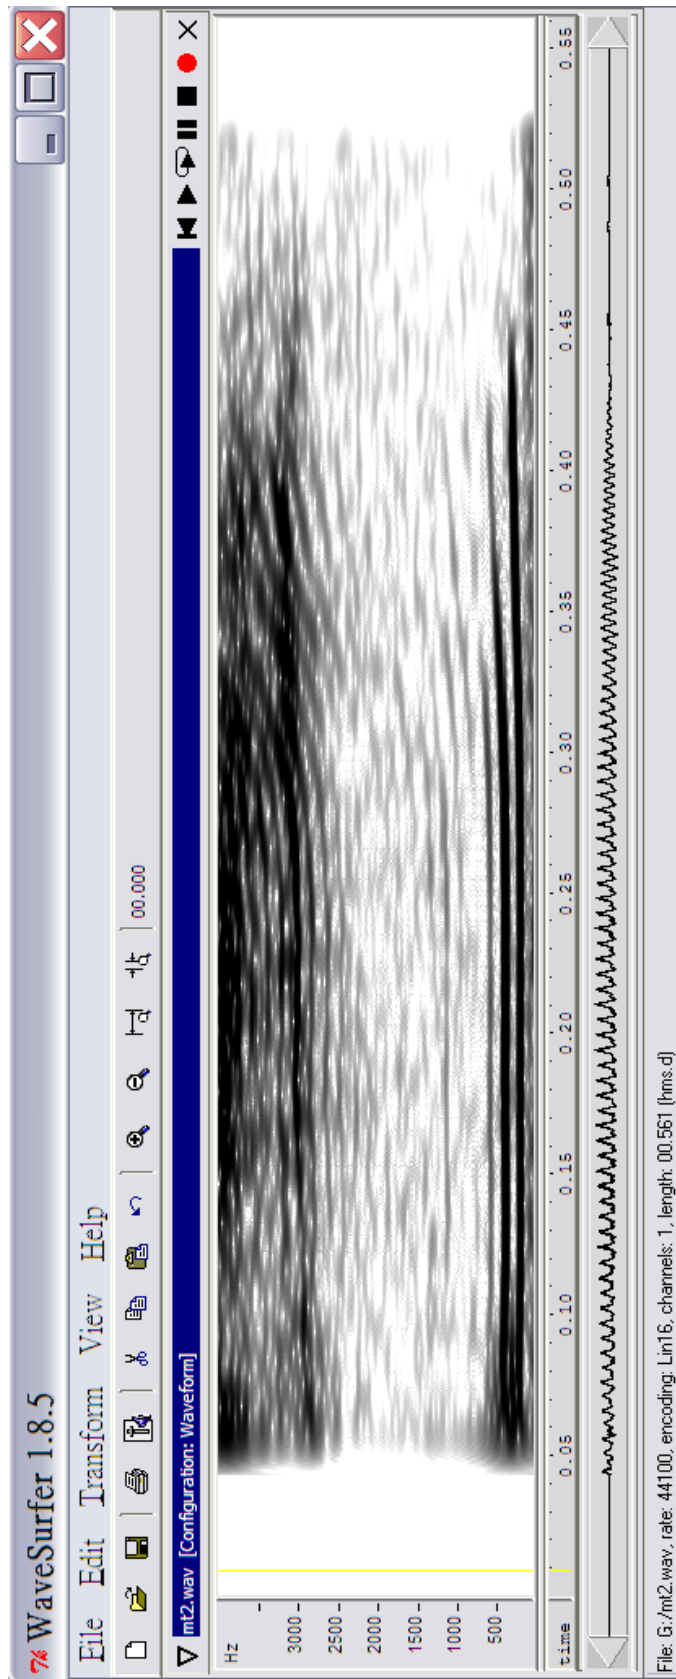 WaveSurfer 1.8.5
File Edit Transform View Help
00.000
mt2.wav [Configuration: Waveform]
Hz
3000
2500
2000
1500
1000
500
time 0.05 0.10 0.15 0.20 0.25 0.30 0.35 0.40 0.45 0.50 0.55
File: G:/mt2.wav, rate: 44100, encoding: Lin16, channels: 1, length: 00.561 (hms.d)